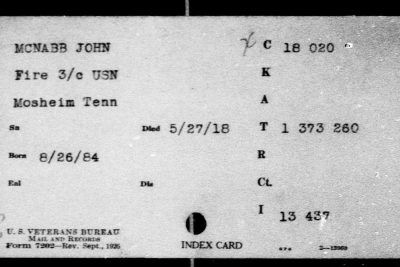 MCNABB JOHN C 18 020
Fire 3/c USN K
Mosheim Tenn A
Sn Died 5/27/18 T 1 373 260
Born 8/26/84 R
Enl Dis Ct.
I 13 437
U. S. VETERANS BUREAU
MAIL AND RECORDS
Form 7202—Rev. Sept., 1926
INDEX CARD